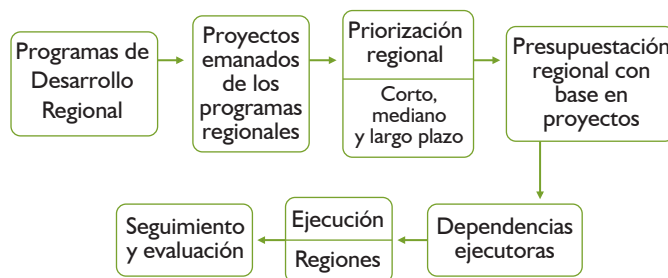 Programas de
Desarrollo
Regional
Proyectos
emanados
de los
programas
regionales
Priorización
regional
Corto,
mediano
y largo plazo
Presupuestación
regional con
base en
proyectos
Dependencias
ejecutoras
Ejecución
Regiones
Seguimiento
y evaluación